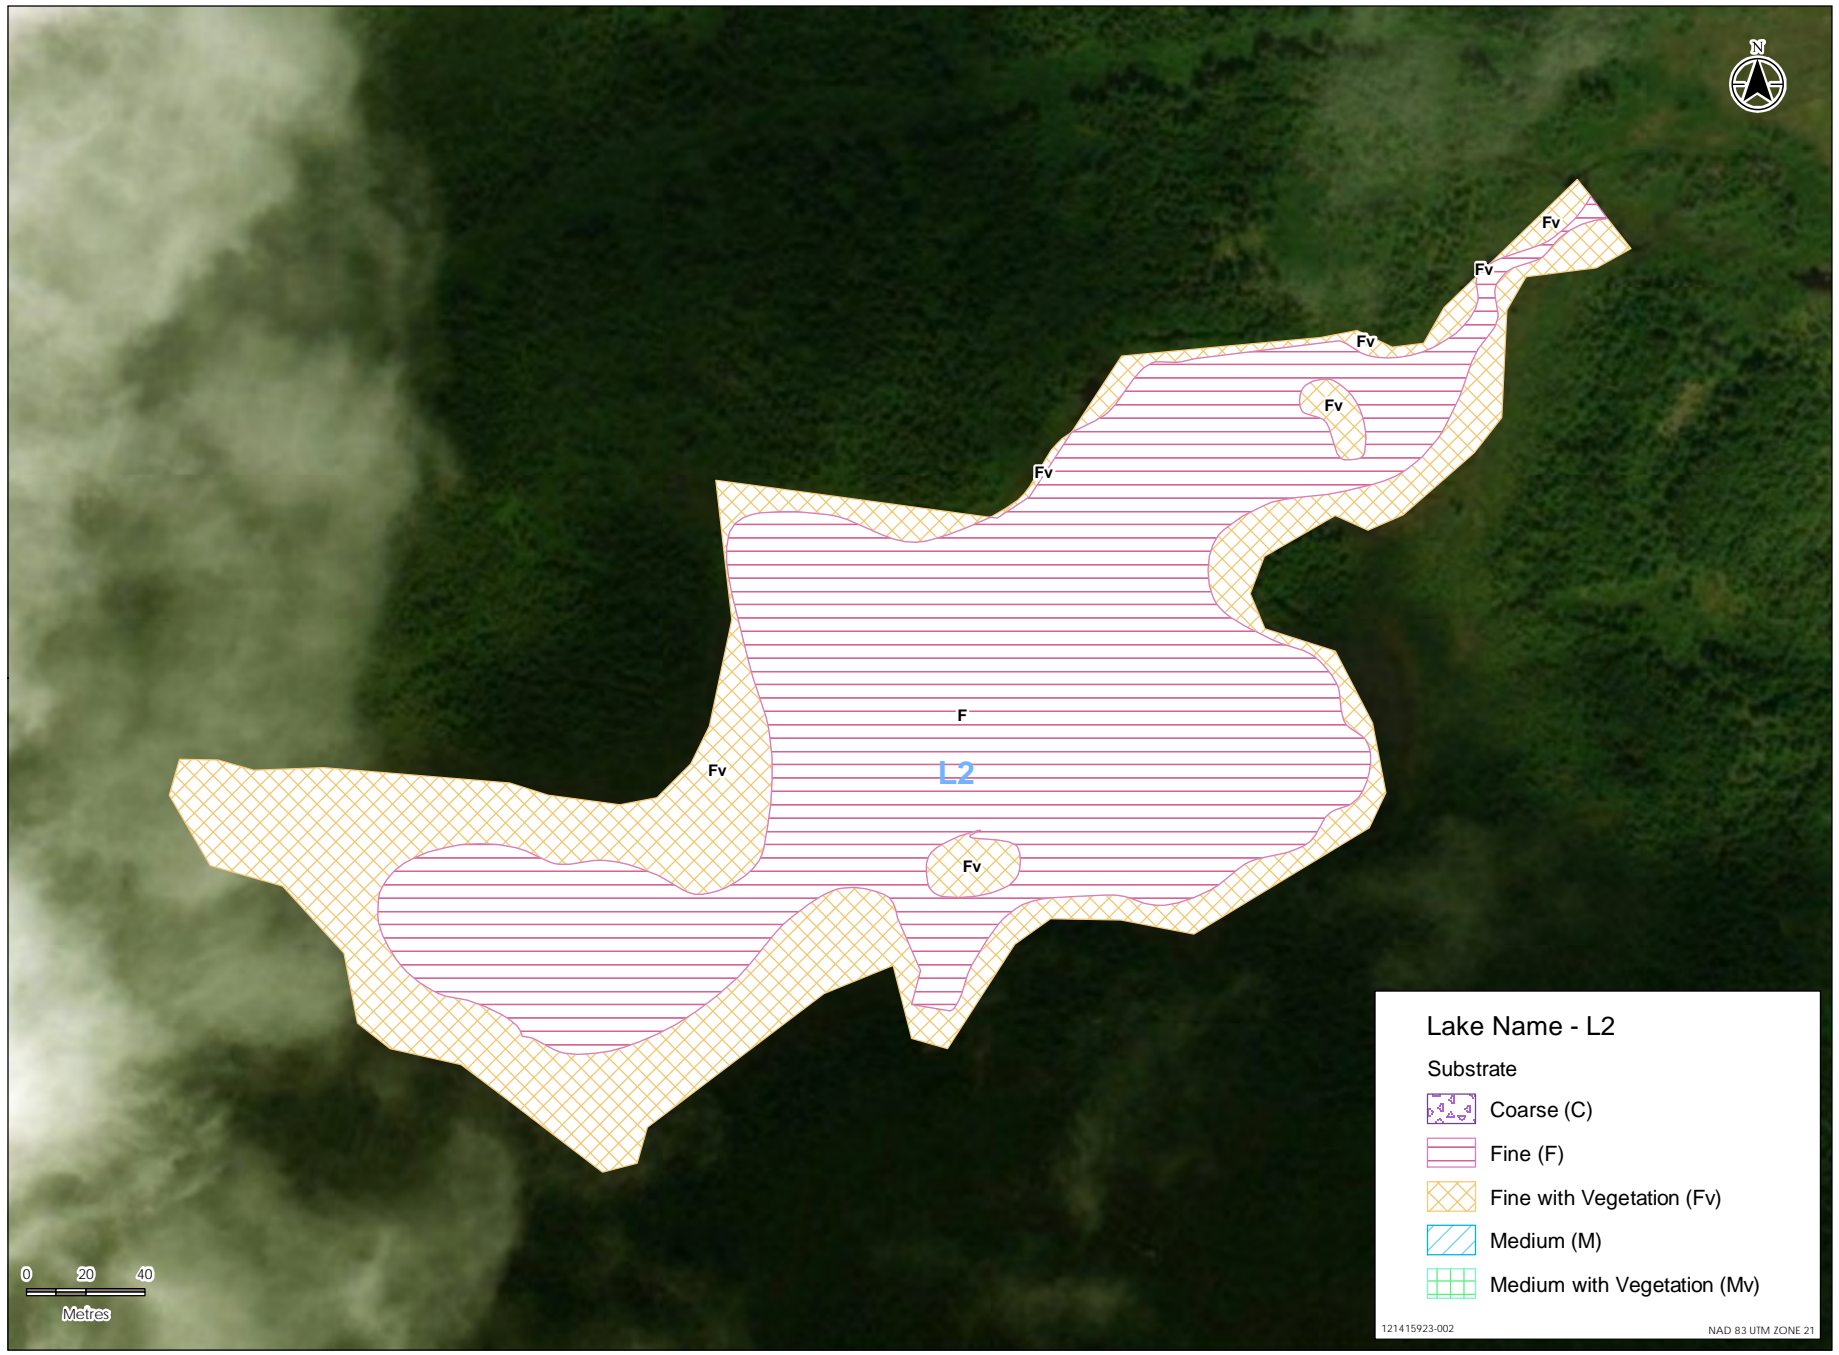 N
Fv
Fv
Fv
Fv
Fv
F
Fv
L2
Fv
Lake Name - L2
Substrate
Coarse (C)
Fine (F)
Fine with Vegetation (Fv)
Medium (M)
Medium with Vegetation (Mv)
121415923-002
NAD 83 UTM ZONE 21
0 20 40
Metres